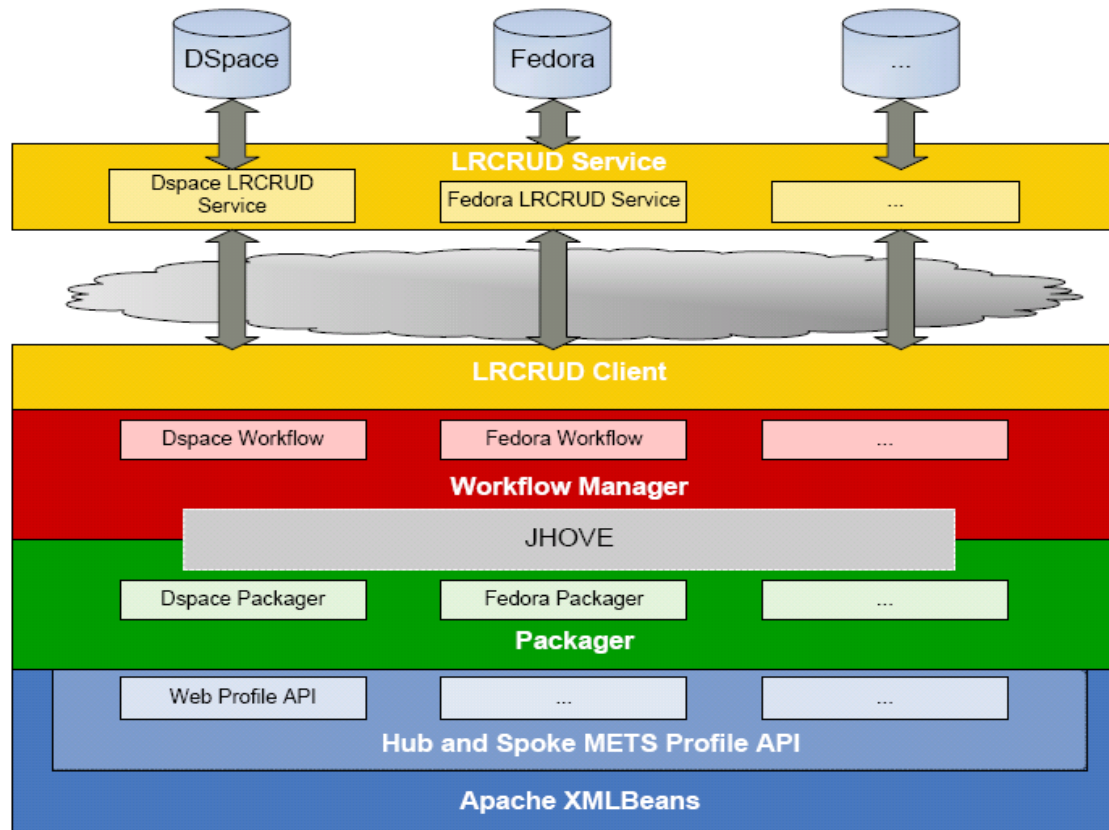 DSpace
Fedora
...
LRCRUD Service
Dspace LRCRUD
Service
Fedora LRCRUD Service
...
LRCRUD Client
Dspace Workflow
Fedora Workflow
...
Workflow Manager
JHOVE
Dspace Packager
Fedora Packager
...
Packager
Web Profile API
...
...
Hub and Spoke METS Profile API
Apache XMLBeans